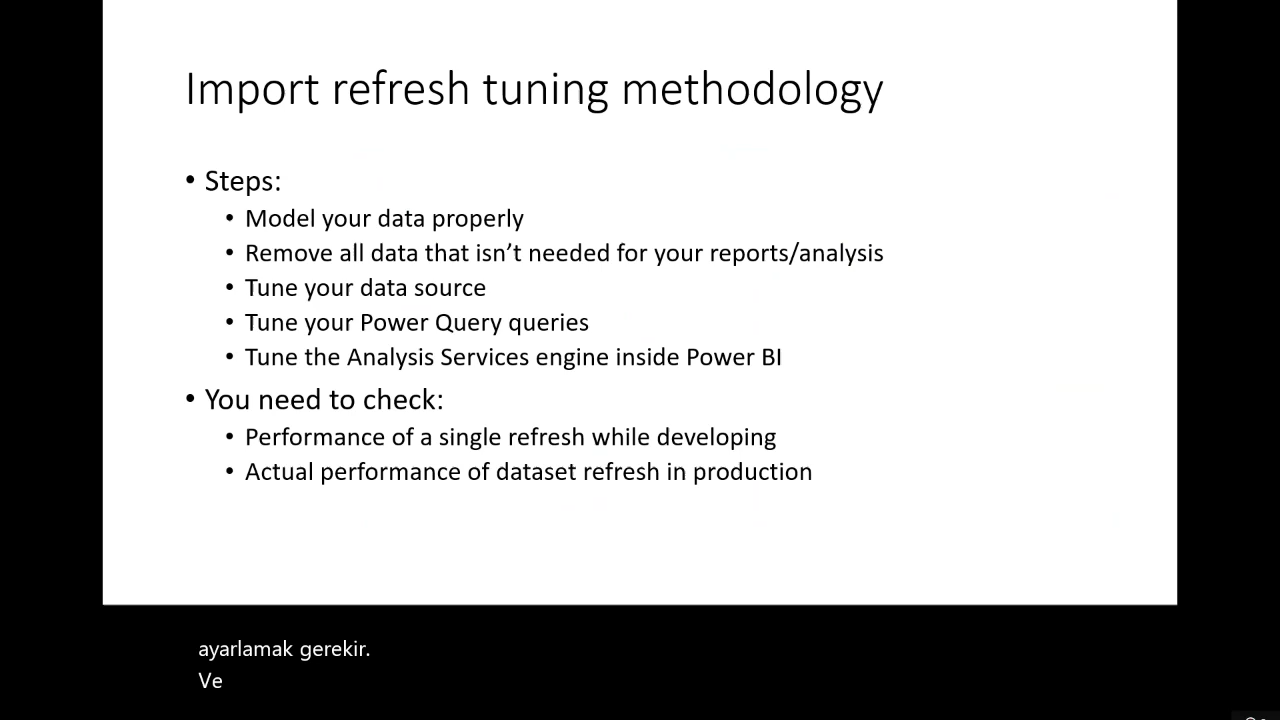 Import refresh tuning methodology
• Steps:
• Model your data properly
• Remove all data that isn’t needed for your reports/analysis
• Tune your data source
• Tune your Power Query queries
• Tune the Analysis Services engine inside Power BI
• You need to check:
• Performance of a single refresh while developing
• Actual performance of dataset refresh in production
ayarlamak gerekir.
Ve